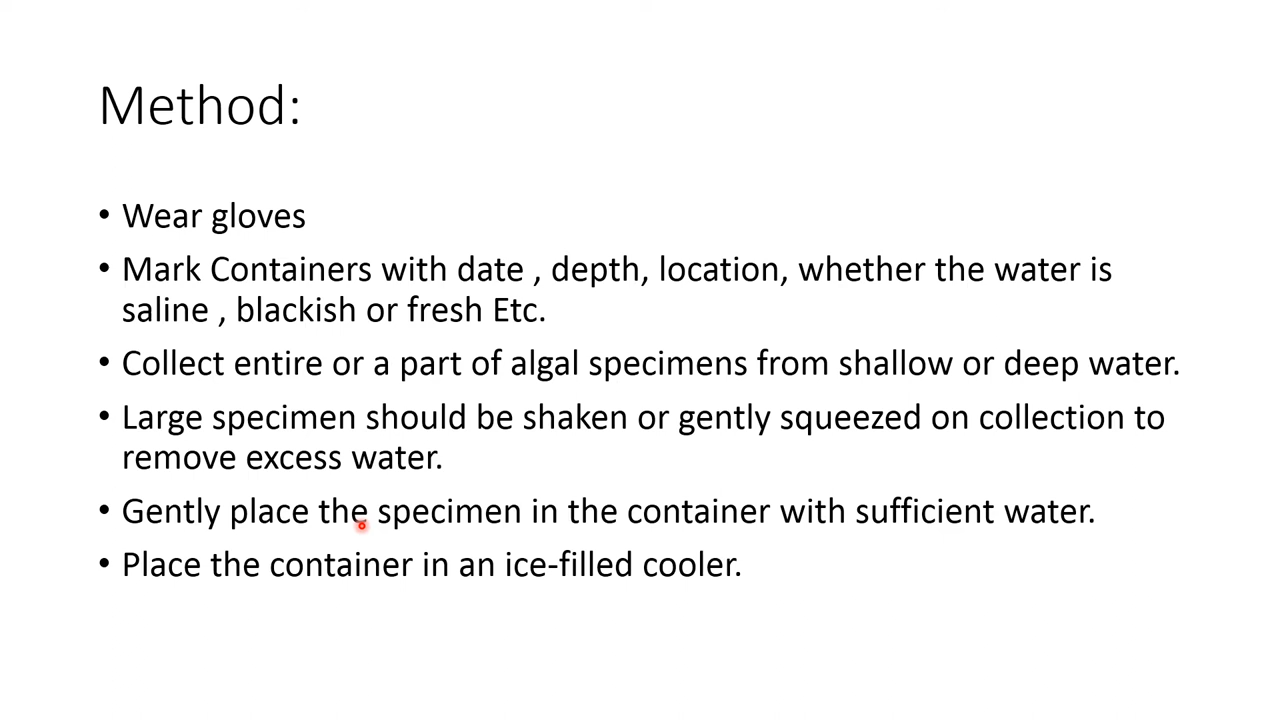 Method:
• Wear gloves
• Mark Containers with date , depth, location, whether the water is
saline , blackish or fresh Etc.
• Collect entire or a part of algal specimens from shallow or deep water.
• Large specimen should be shaken or gently squeezed on collection to
remove excess water.
• Gently place the specimen in the container with sufficient water.
• Place the container in an ice-filled cooler.